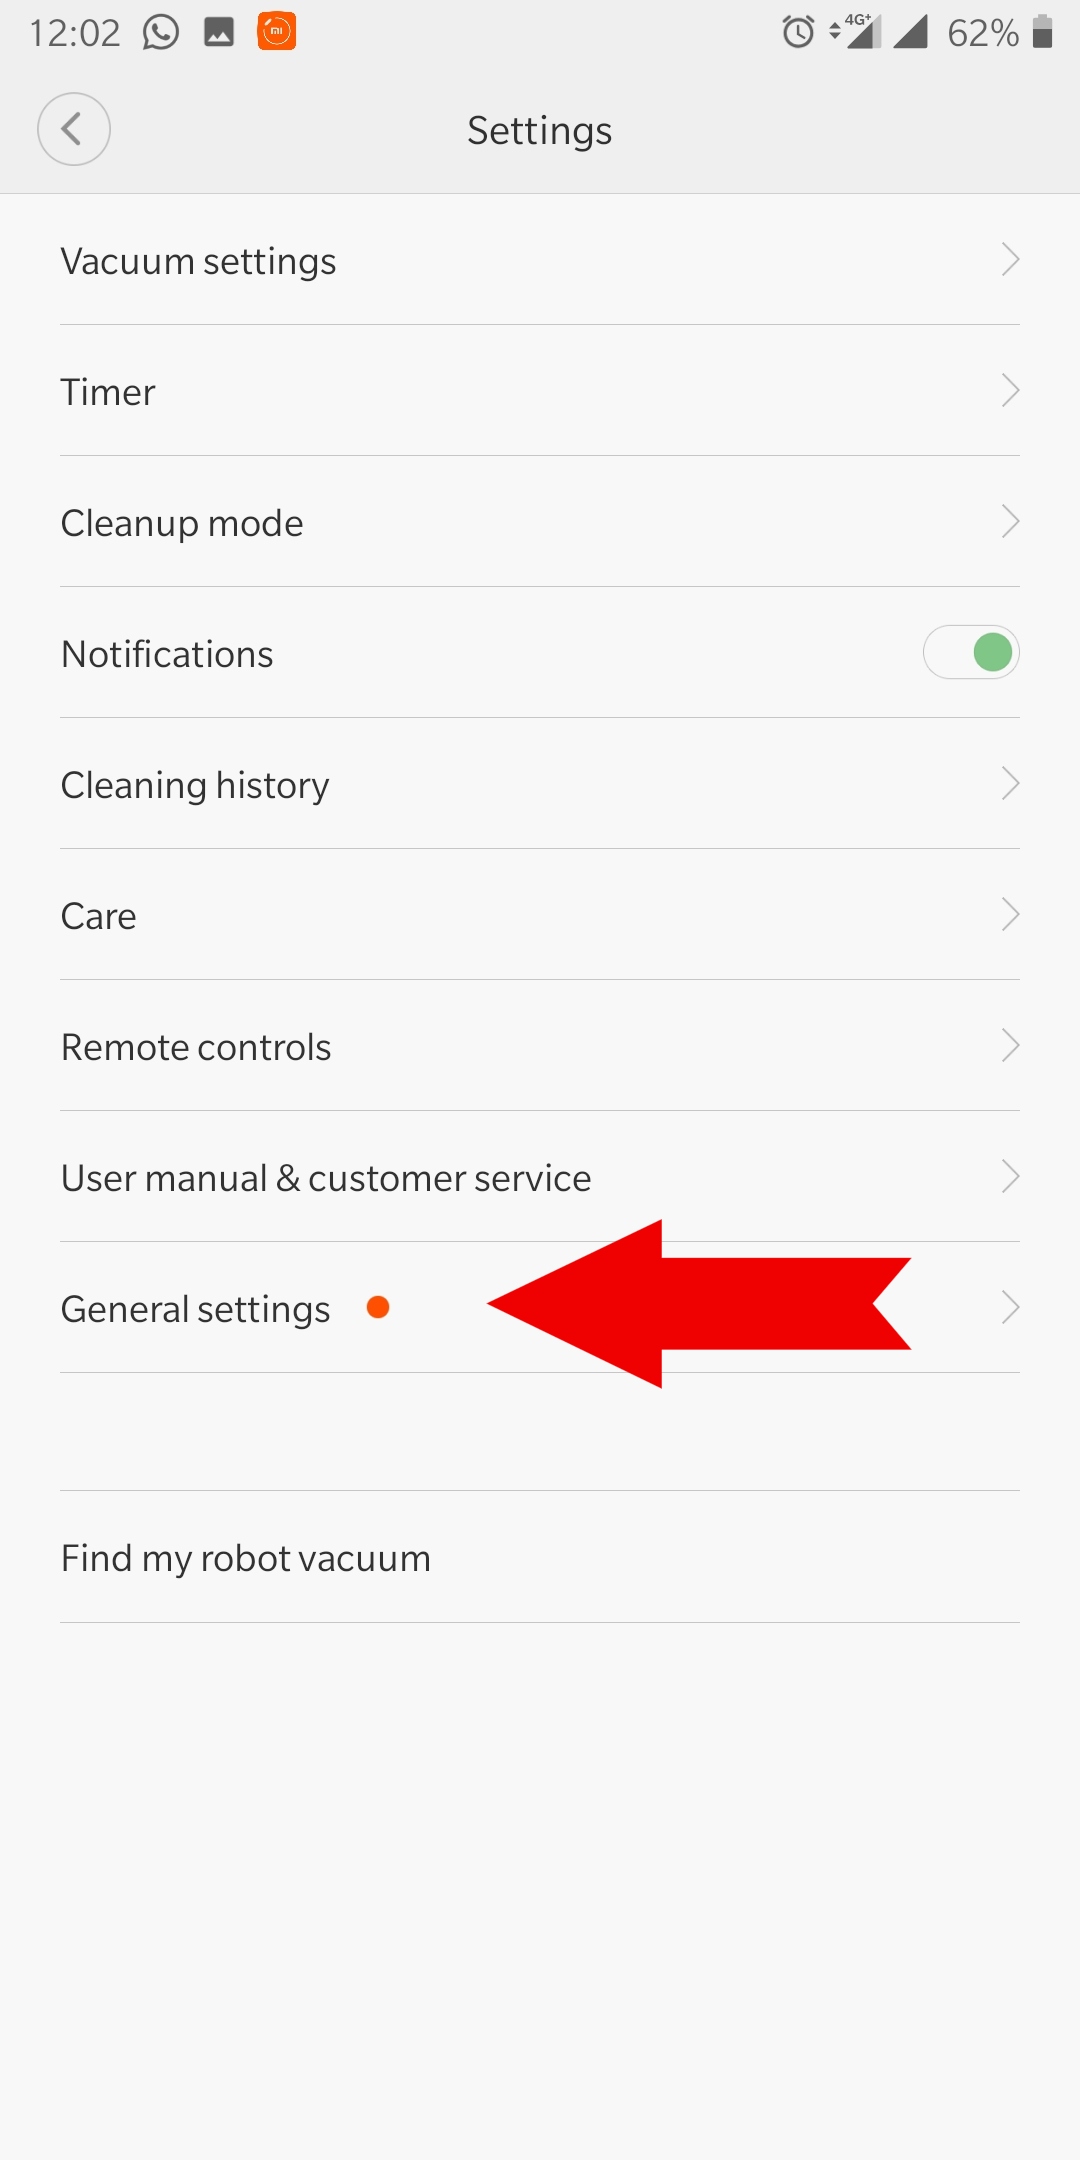 12:02 mi 4G+ 62%
Settings
Vacuum settings
Timer
Cleanup mode
Notifications
Cleaning history
Care
Remote controls
User manual & customer service
General settings
Find my robot vacuum